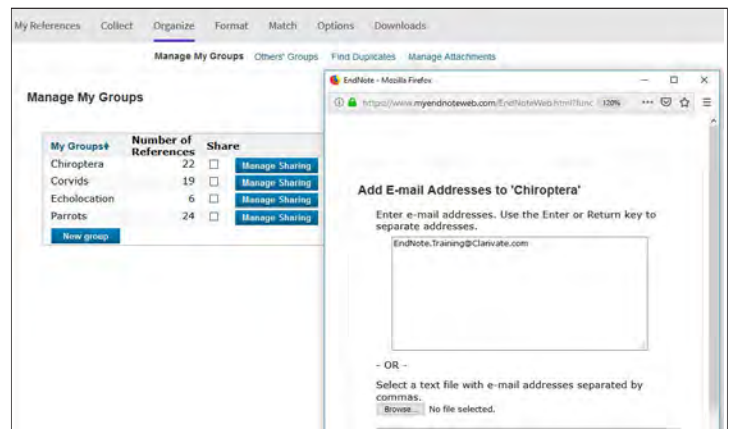 My References Collect Organize Format Match Options Downloads
Manage My Groups Others' Groups Find Duplicates Manage Attachments
EndNote - Mozilla Firefox
https://www.myendnoteweb.com/EndNoteWeb.html?func 120%
Manage My Groups
My Groups Number of References Share
Chiroptera 22 Manage Sharing
Corvids 19 Manage Sharing
Echolocation 6 Manage Sharing
Parrots 24 Manage Sharing
New group
Add E-mail Addresses to 'Chiroptera'
Enter e-mail addresses. Use the Enter or Return key to
separate addresses.
EndNote.Training@Clarivate.com
- OR -
Select a text file with e-mail addresses separated by
commas.
Browse... No file selected.